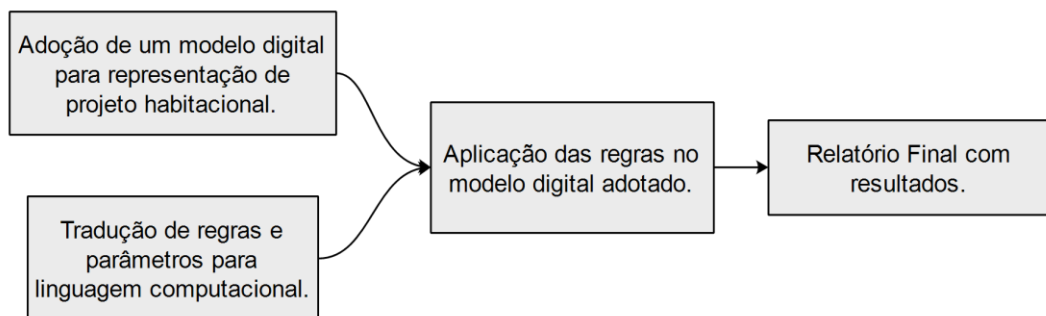 Adoção de um modelo digital
para representação de
projeto habitacional.
Tradução de regras e
parâmetros para
linguagem computacional.
Aplicação das regras no
modelo digital adotado.
Relatório Final com
resultados.